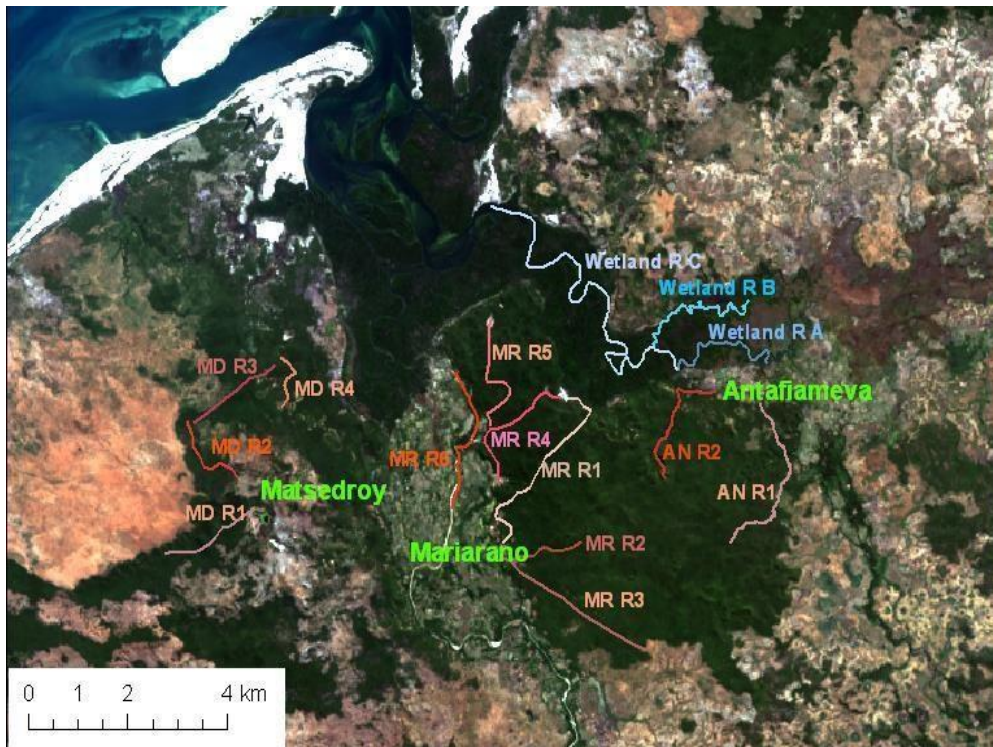 Wetland R C
Wetland R B
Wetland R A
MR R5
MD R3
MD R4
Antafiameva
MR R4
MD R2
MR R6
AN R2
MR R1
Matsedroy
AN R1
MD R1
Mariarano
MR R2
MR R3
0 1 2 4 km